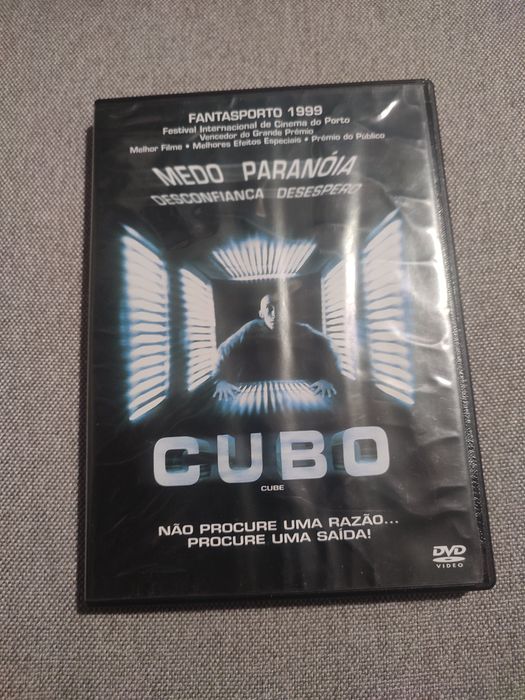 FANTASPORTO 1999
Festival Internacional de Cinema do Porto
Vencedor do Grande Prémio
Melhor Filme • Melhores Efeitos Especiais • Prémio do Público
MEDO PARANÓIA
DESCONFIANÇA DESESPERO
CUBO
CUBE
NÃO PROCURE UMA RAZÃO...
PROCURE UMA SAÍDA!
DVD
VIDEO